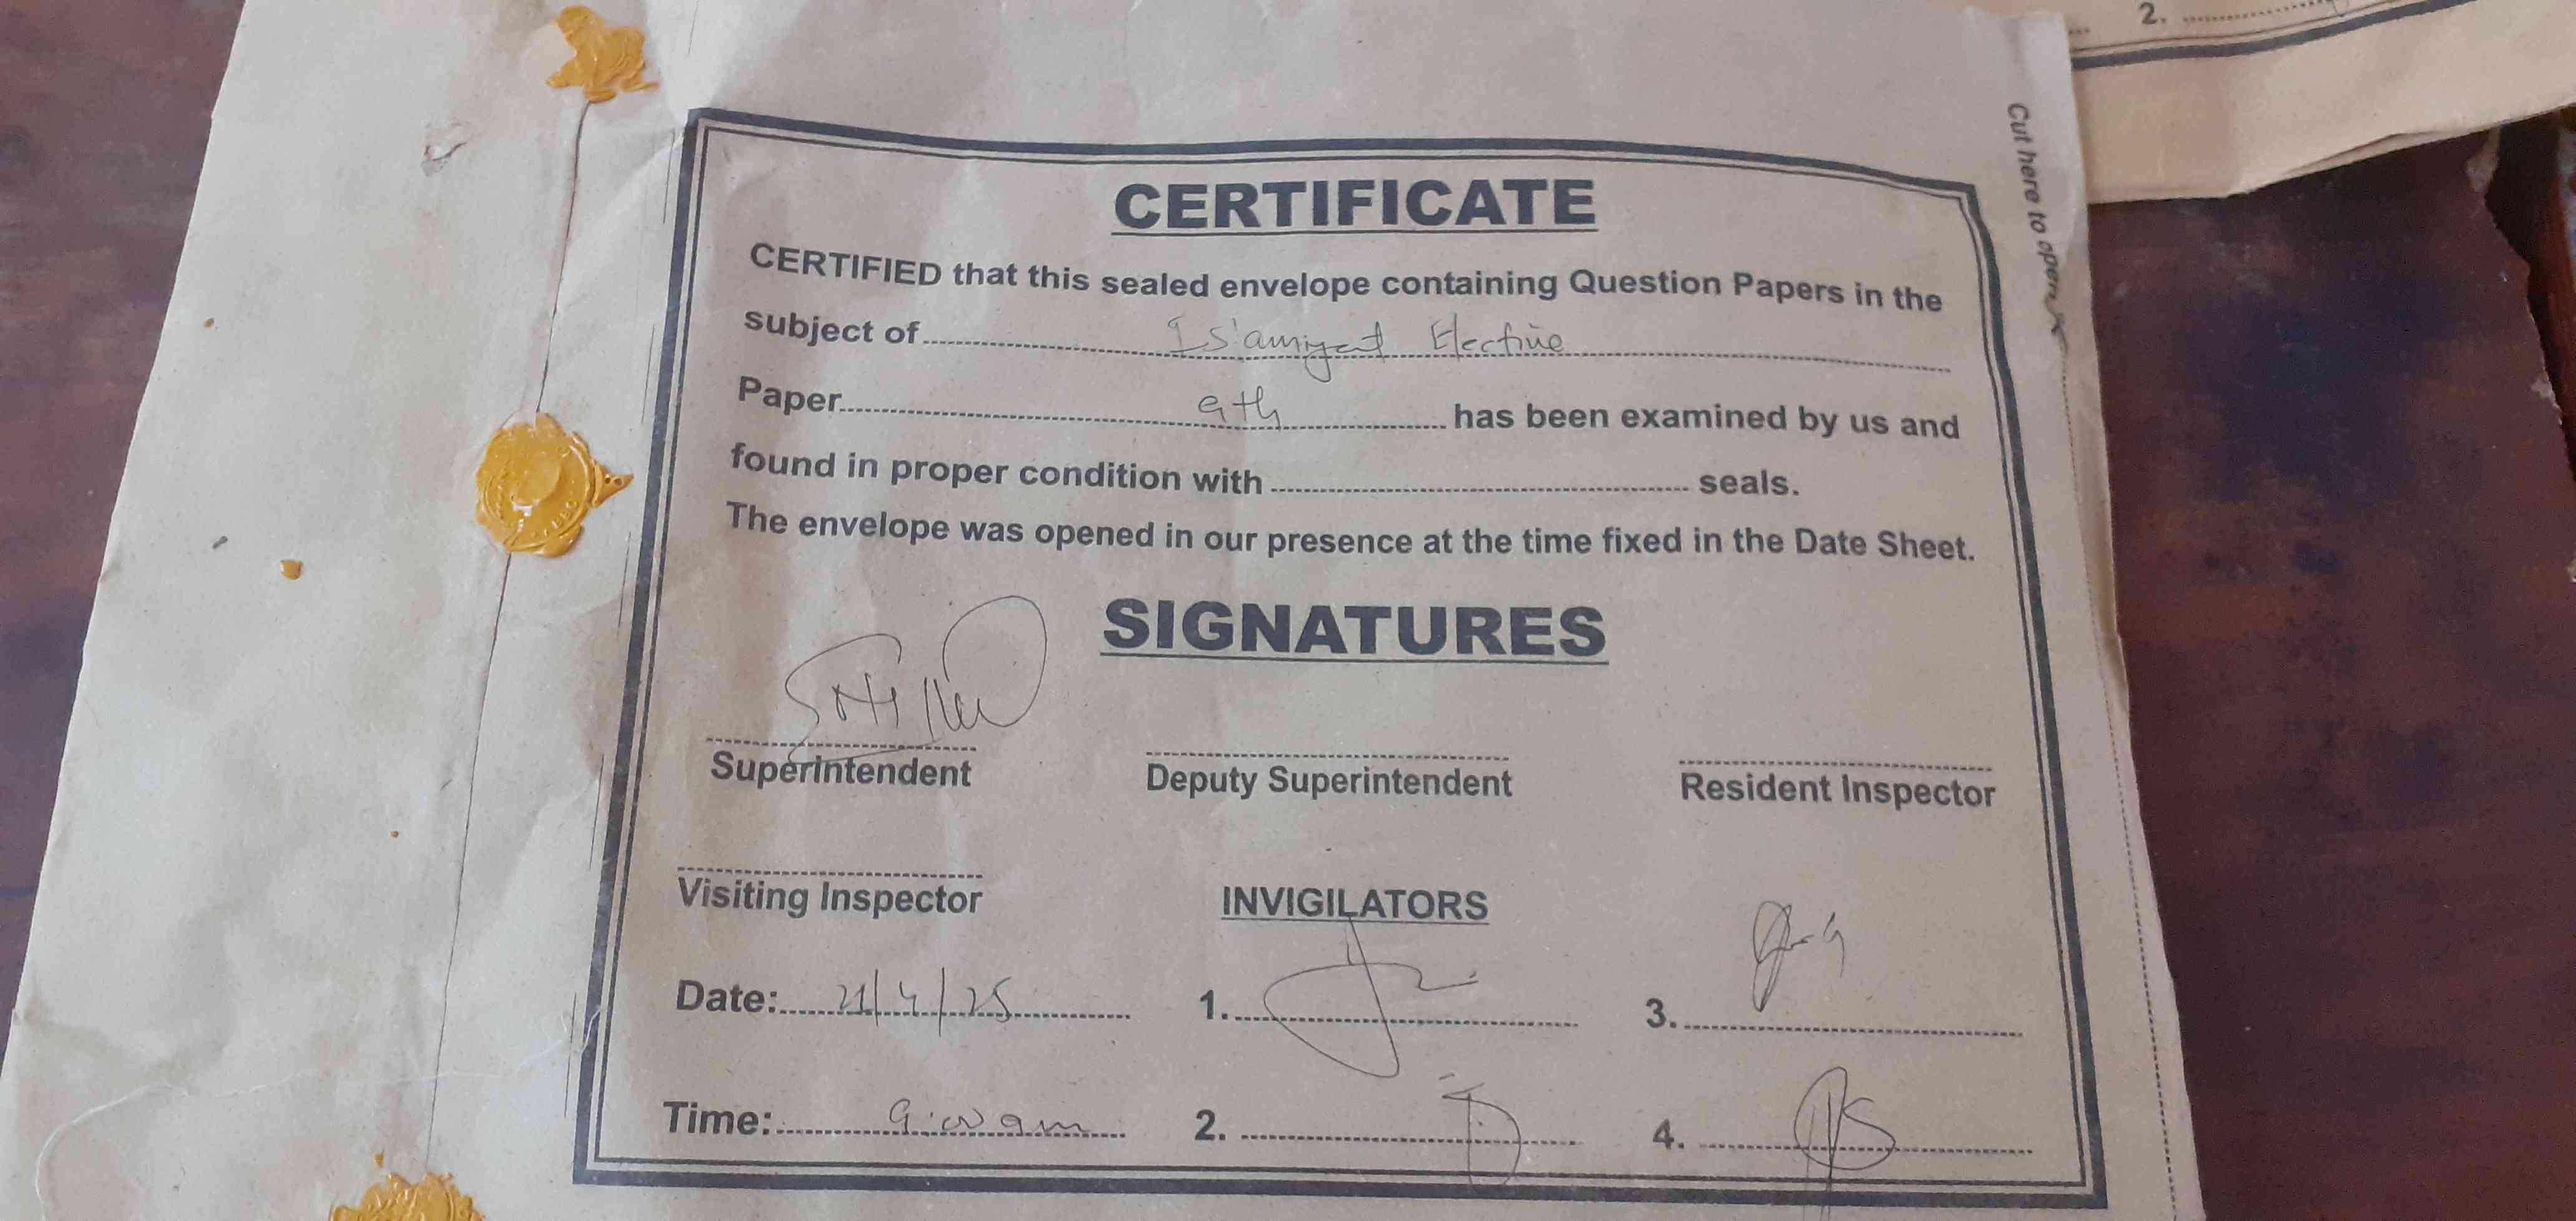 2. ....................
Cut here to open
CERTIFICATE
CERTIFIED that this sealed envelope containing Question Papers in the
subject of.................... Islamiyat Elective ....................
Paper.................... 9th .................... has been examined by us and
found in proper condition with .................... seals.
The envelope was opened in our presence at the time fixed in the Date Sheet.
SIGNATURES
Superintendent Deputy Superintendent Resident Inspector
Visiting Inspector INVIGILATORS
Date:.... 21/4/25 .... 1..................... 3.....................
Time:.... 9:00 am .... 2. .................... 4. ....................